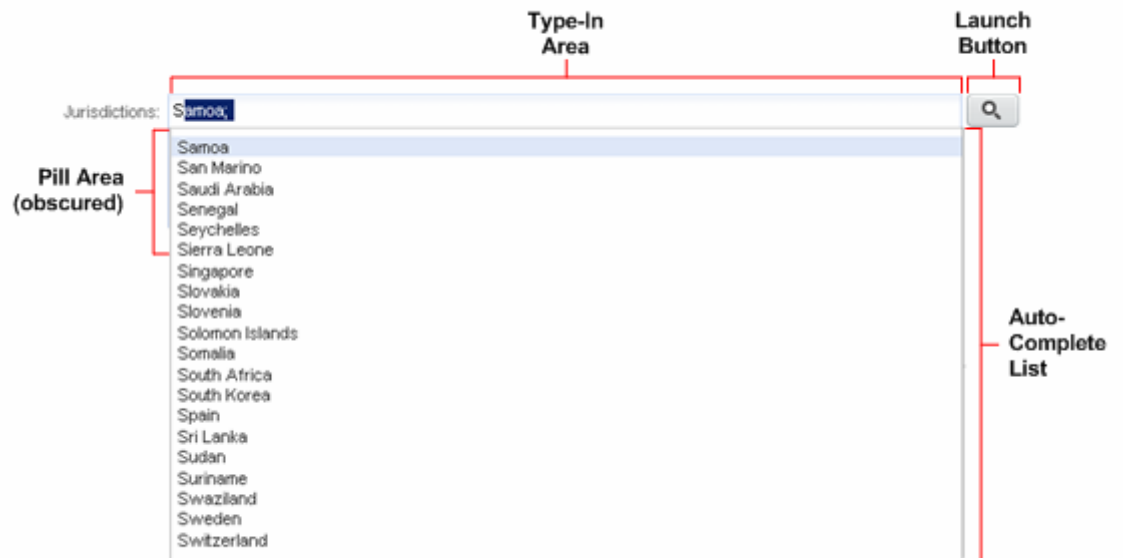 Type-In
Area
Launch
Button
Jurisdictions: Samoa;
Pill Area
(obscured)
Samoa
San Marino
Saudi Arabia
Senegal
Seychelles
Sierra Leone
Singapore
Slovakia
Slovenia
Solomon Islands
Somalia
South Africa
South Korea
Spain
Sri Lanka
Sudan
Suriname
Swaziland
Sweden
Switzerland
Auto-
Complete
List